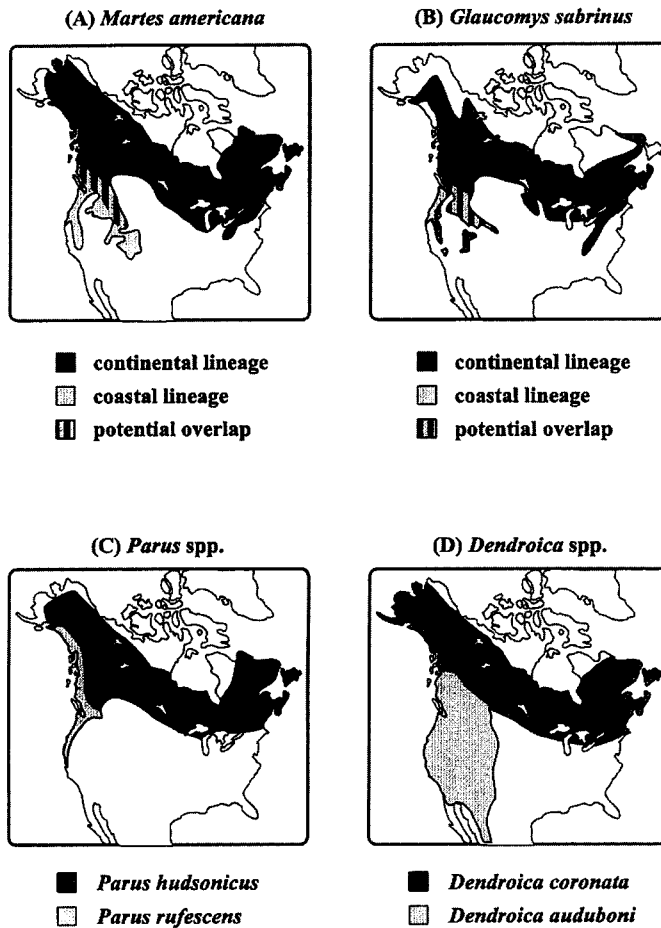 (A) Martes americana
(B) Glaucomys sabrinus
continental lineage
coastal lineage
potential overlap
continental lineage
coastal lineage
potential overlap
(C) Parus spp.
(D) Dendroica spp.
Parus hudsonicus
Parus rufescens
Dendroica coronata
Dendroica auduboni